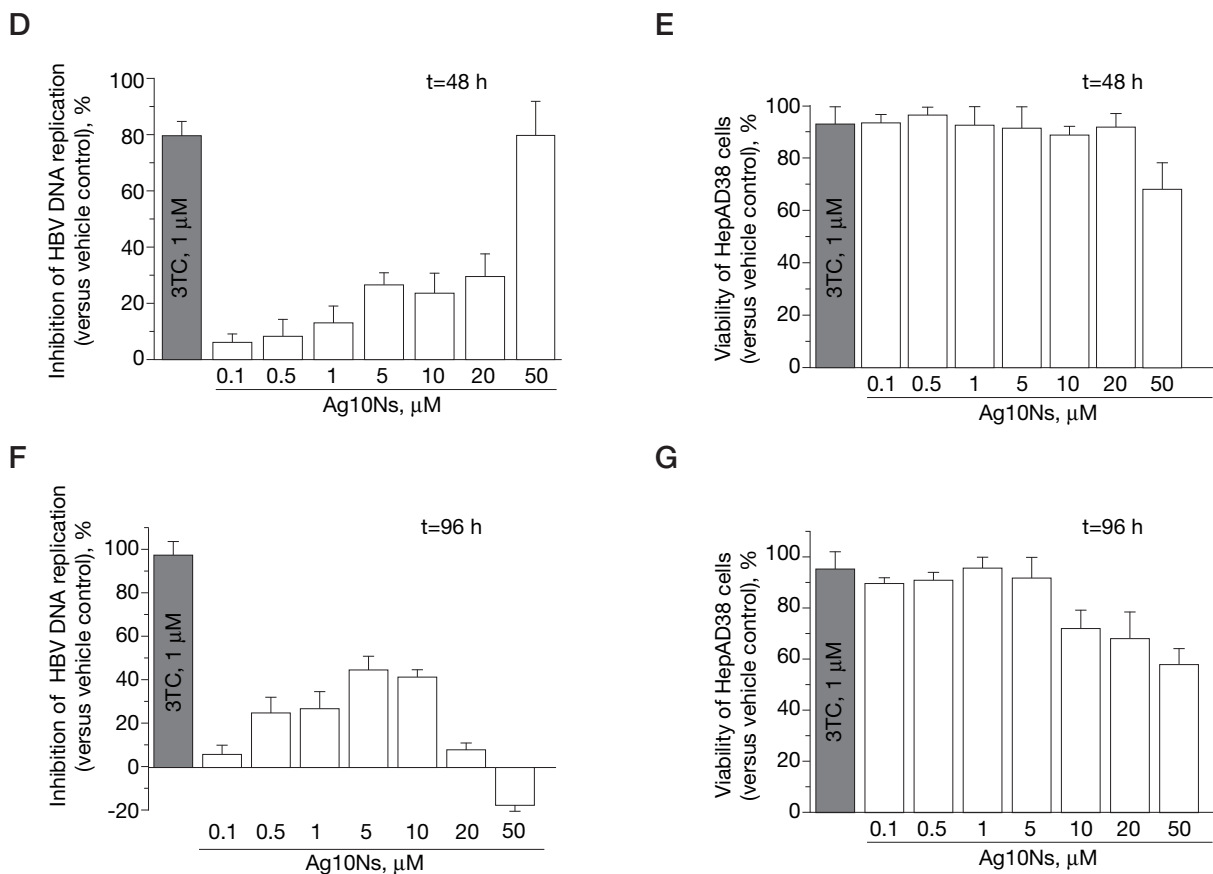 D
Inhibition of HBV DNA replication
(versus vehicle control), %
100
80
60
40
20
0
t=48 h
3TC, 1 μM
0.1 0.5 1 5 10 20 50
Ag10Ns, μM
E
Viability of HepAD38 cells
(versus vehicle control), %
100
80
60
40
20
0
t=48 h
3TC, 1 μM
0.1 0.5 1 5 10 20 50
Ag10Ns, μM
F
Inhibition of HBV DNA replication
(versus vehicle control), %
100
80
60
40
20
0
-20
t=96 h
3TC, 1 μM
0.1 0.5 1 5 10 20 50
Ag10Ns, μM
G
Viability of HepAD38 cells
(versus vehicle control), %
100
80
60
40
20
0
t=96 h
3TC, 1 μM
0.1 0.5 1 5 10 20 50
Ag10Ns, μM